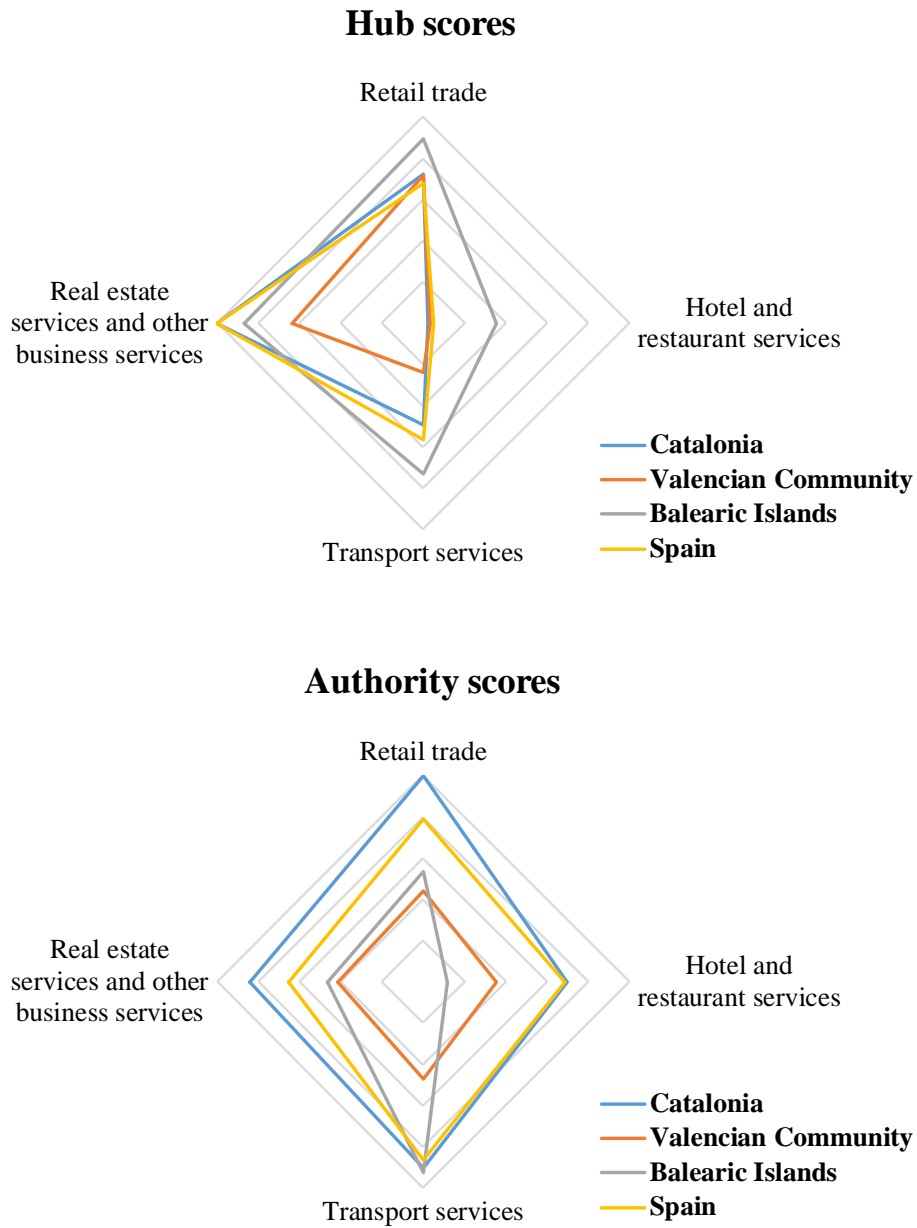 Hub scores
Retail trade
Real estate
services and other
business services
Hotel and
restaurant services
Transport services
Catalonia
Valencian Community
Balearic Islands
Spain
Authority scores
Retail trade
Real estate
services and other
business services
Hotel and
restaurant services
Transport services
Catalonia
Valencian Community
Balearic Islands
Spain